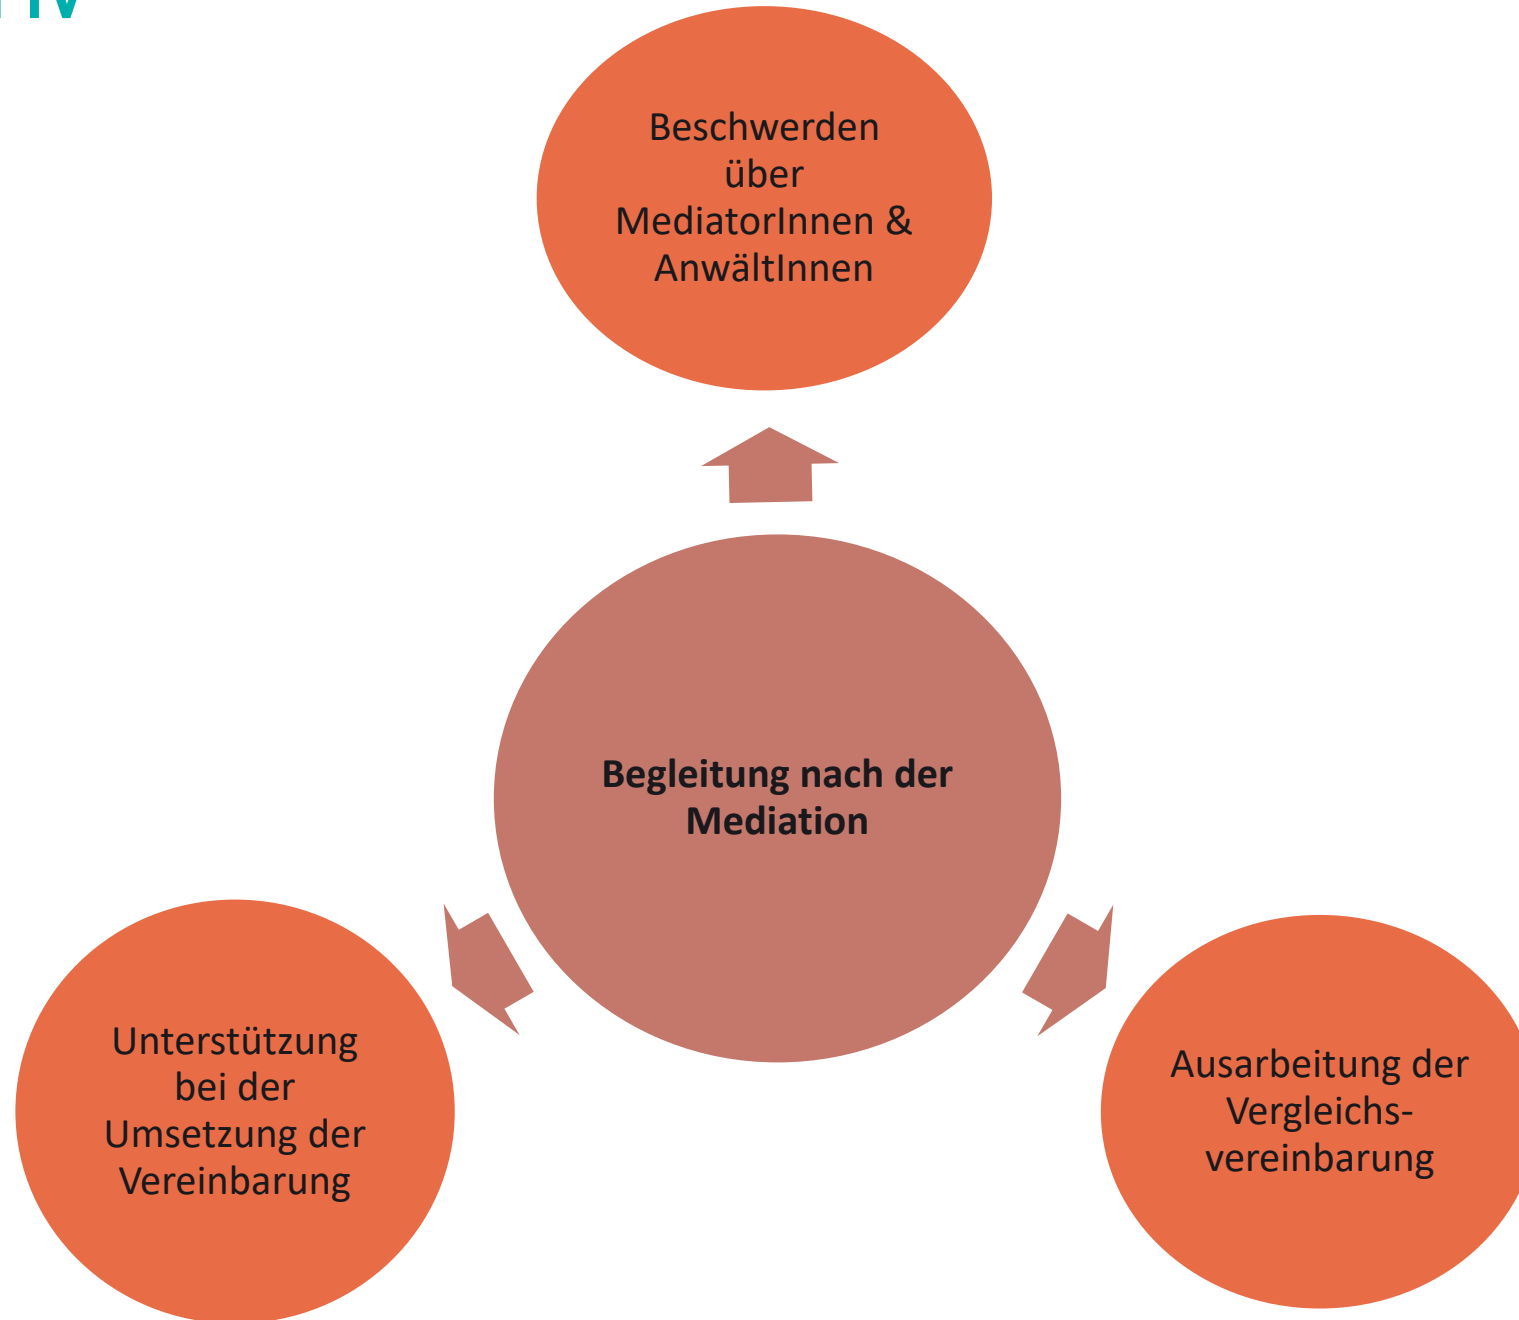 Beschwerden
über
MediatorInnen &
AnwältInnen
Begleitung nach der
Mediation
Unterstützung
bei der
Umsetzung der
Vereinbarung
Ausarbeitung der
Vergleichs-
vereinbarung